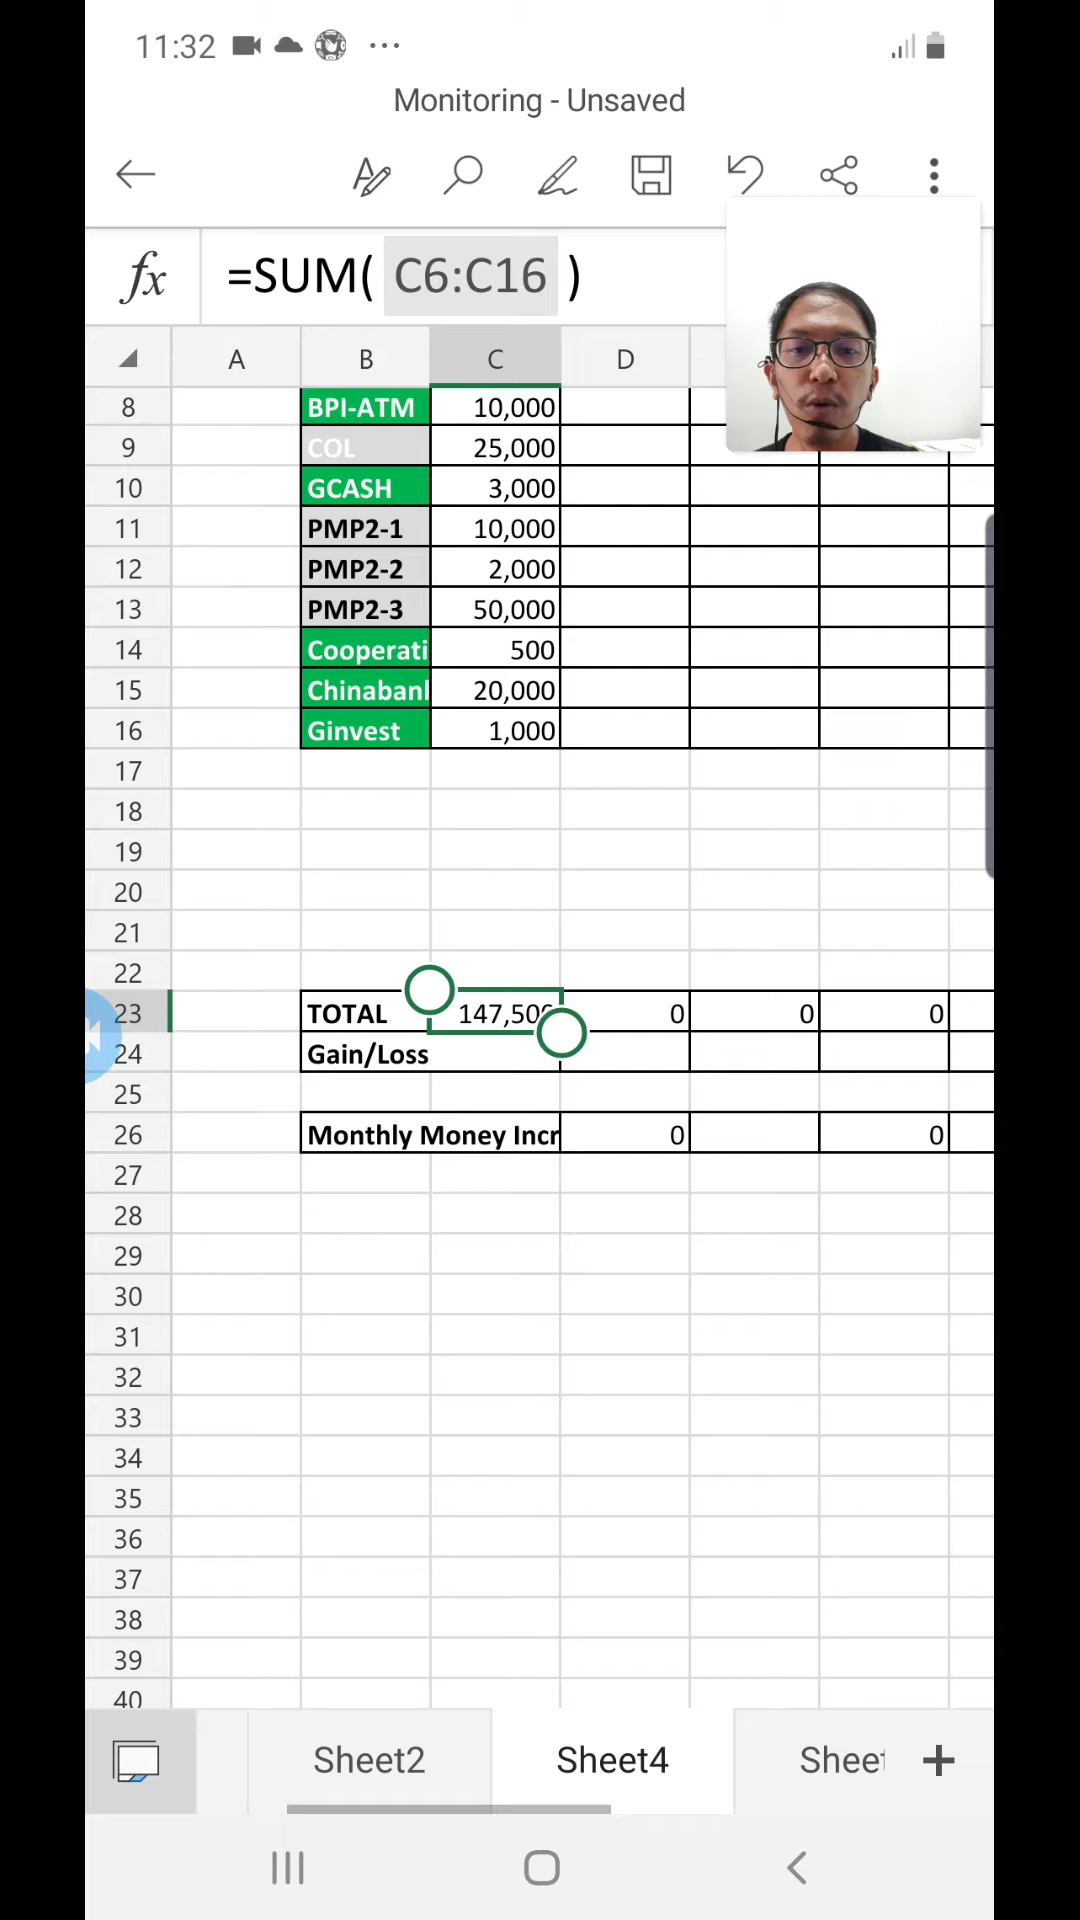 11:32
Monitoring - Unsaved
fx =SUM( C6:C16 )
A B C D
8 BPI-ATM 10,000
9 COL 25,000
10 GCASH 3,000
11 PMP2-1 10,000
12 PMP2-2 2,000
13 PMP2-3 50,000
14 Cooperati 500
15 Chinaban 20,000
16 Ginvest 1,000
17
18
19
20
21
22
23 TOTAL 147,500 0 0 0
24 Gain/Loss
25
26 Monthly Money Incr 0 0
27
28
29
30
31
32
33
34
35
36
37
38
39
40
Sheet2 Sheet4 Sheet